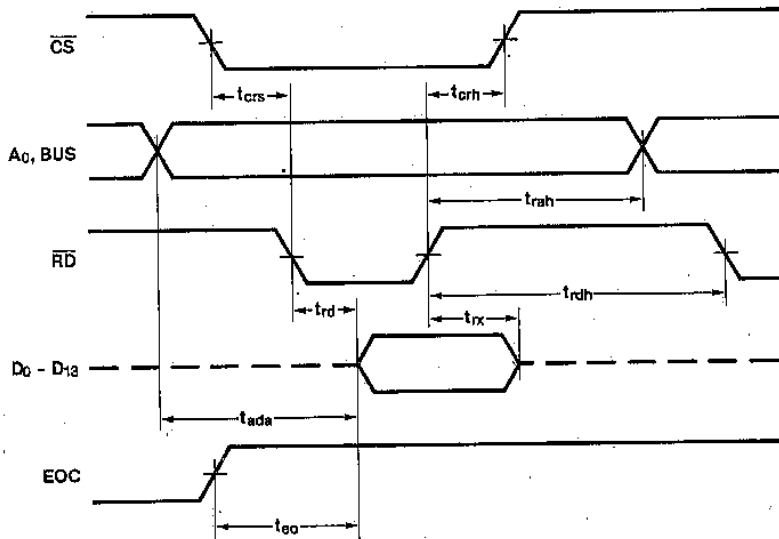 CS
tcrs
tcrh
A0, BUS
trah
RD
trdh
trd
trx
D0 - D13
tada
EOC
teo